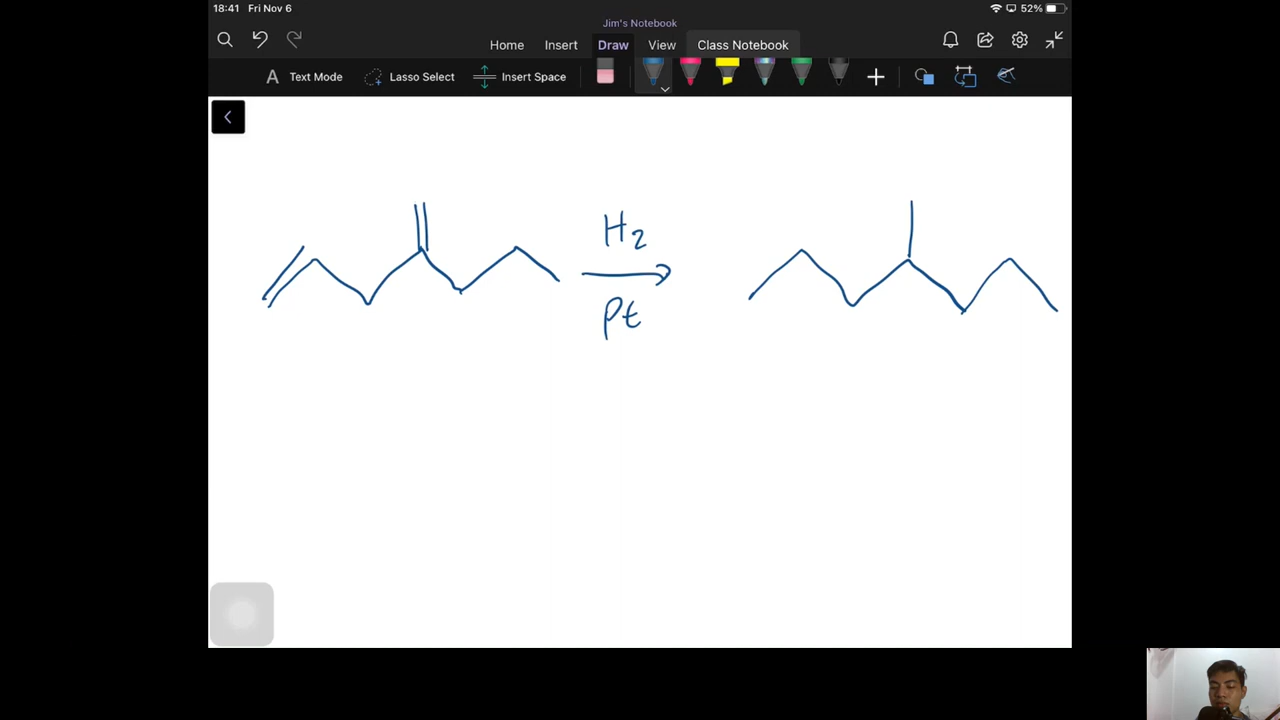 18:41 Fri Nov 6
52%
Jim's Notebook
Home Insert Draw View Class Notebook
A Text Mode Lasso Select Insert Space
H2
Pt